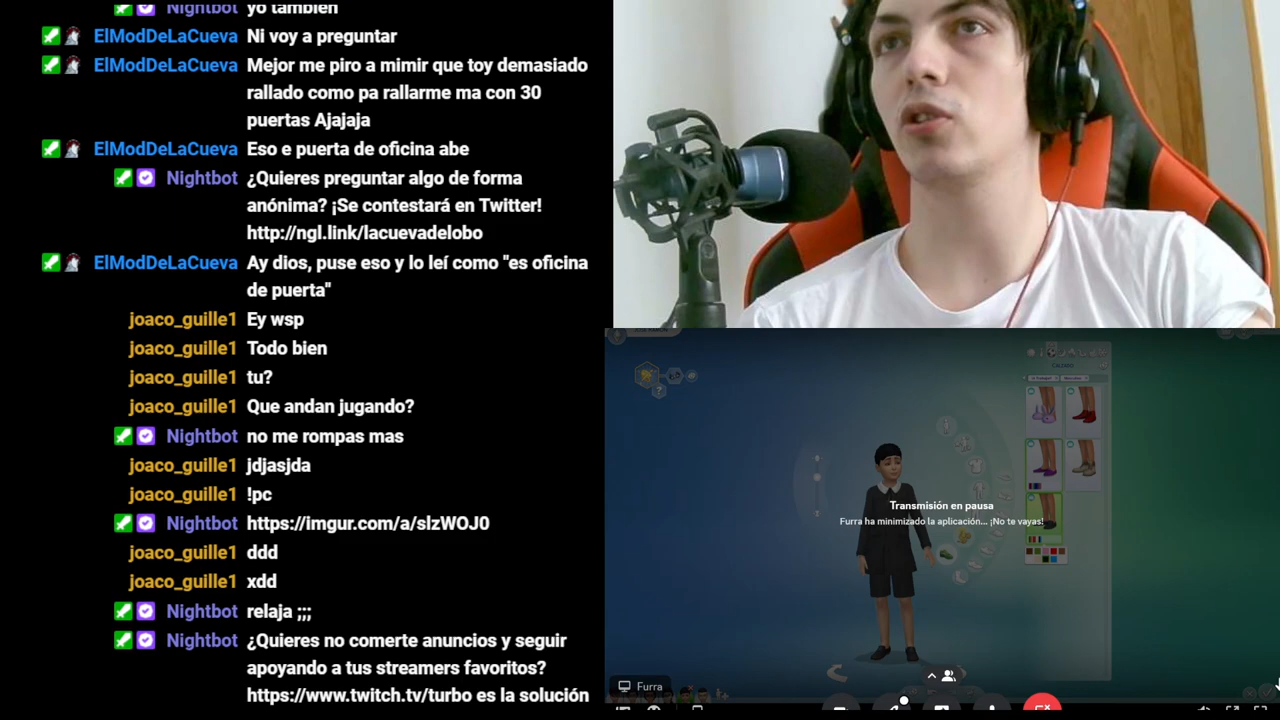 Nightbot yo también
ElModDeLaCueva Ni voy a preguntar
ElModDeLaCueva Mejor me piro a mimir que toy demasiado
rallado como pa rallarme ma con 30
puertas Ajajaja
ElModDeLaCueva Eso e puerta de oficina abe
Nightbot ¿Quieres preguntar algo de forma
anónima? ¡Se contestará en Twitter!
http://ngl.link/lacuevadelobo
ElModDeLaCueva Ay dios, puse eso y lo leí como "es oficina
de puerta"
joaco_guille1 Ey wsp
joaco_guille1 Todo bien
joaco_guille1 tu?
joaco_guille1 Que andan jugando?
Nightbot no me rompas mas
joaco_guille1 jdjasjda
joaco_guille1 !pc
Nightbot https://imgur.com/a/slzWOJ0
joaco_guille1 ddd
joaco_guille1 xdd
Nightbot relaja ;;;
Nightbot ¿Quieres no comerte anuncios y seguir
apoyando a tus streamers favoritos?
https://www.twitch.tv/turbo es la solución
Transmisión en pausa
Furra ha minimizado la aplicación... ¡No te vayas!
Furra